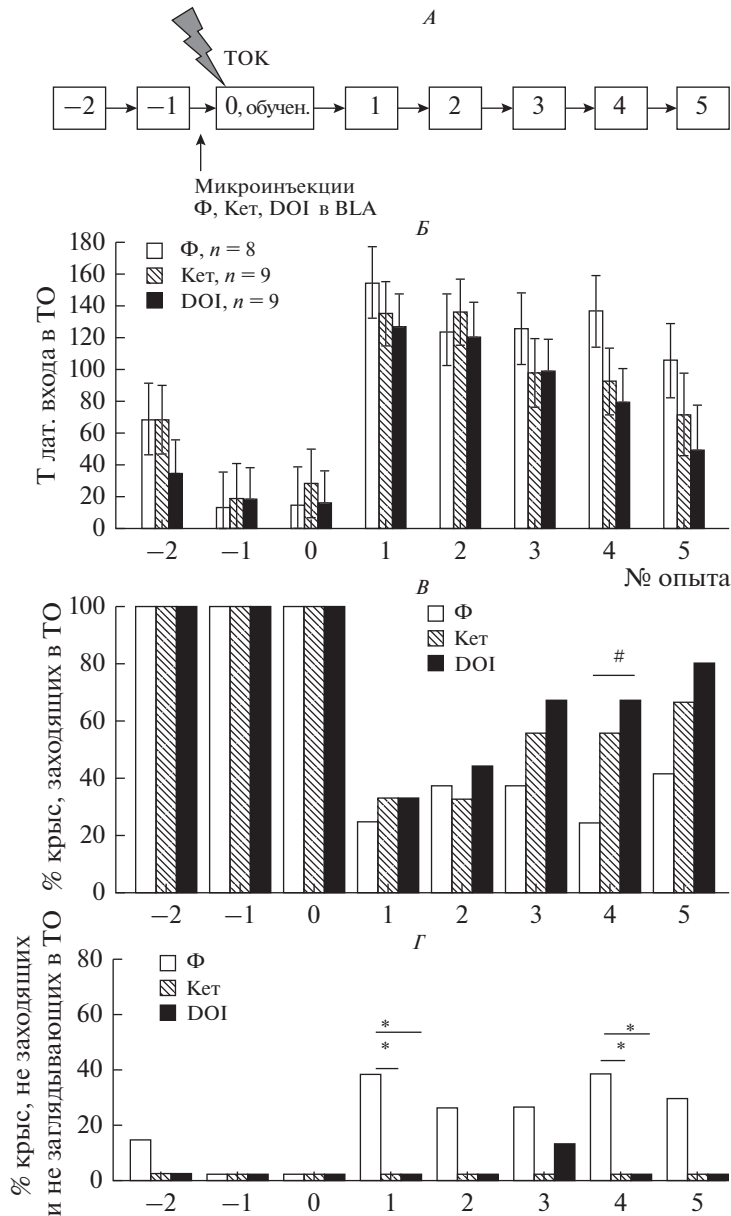 А
ТОК
−2 −1 0, обучен. 1 2 3 4 5
Микроинъекции
Ф, Кет, DOI в BLA
Б
Т лат. входа в ТО
180
160
140
120
100
80
60
40
20
0
Ф, n = 8
Кет, n = 9
DOI, n = 9
−2 −1 0 1 2 3 4 5
№ опыта
В
% крыс, заходящих в ТО
100
80
60
40
20
0
Ф
Кет
DOI
#
−2 −1 0 1 2 3 4 5
Г
% крыс, не заходящих
и не заглядывающих в ТО
80
60
40
20
0
Ф
Кет
DOI
*
*
*
*
−2 −1 0 1 2 3 4 5